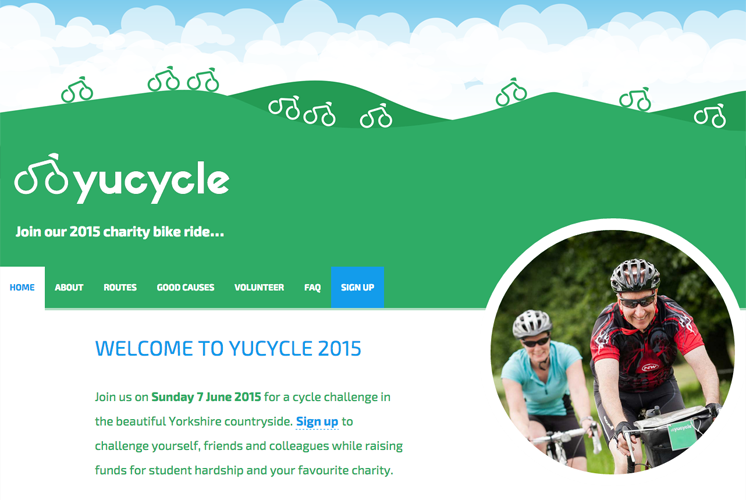 yucycle
Join our 2015 charity bike ride...
HOME ABOUT ROUTES GOOD CAUSES VOLUNTEER FAQ SIGN UP
WELCOME TO YUCYCLE 2015
Join us on Sunday 7 June 2015 for a cycle challenge in
the beautiful Yorkshire countryside. Sign up to
challenge yourself, friends and colleagues while raising
funds for student hardship and your favourite charity.